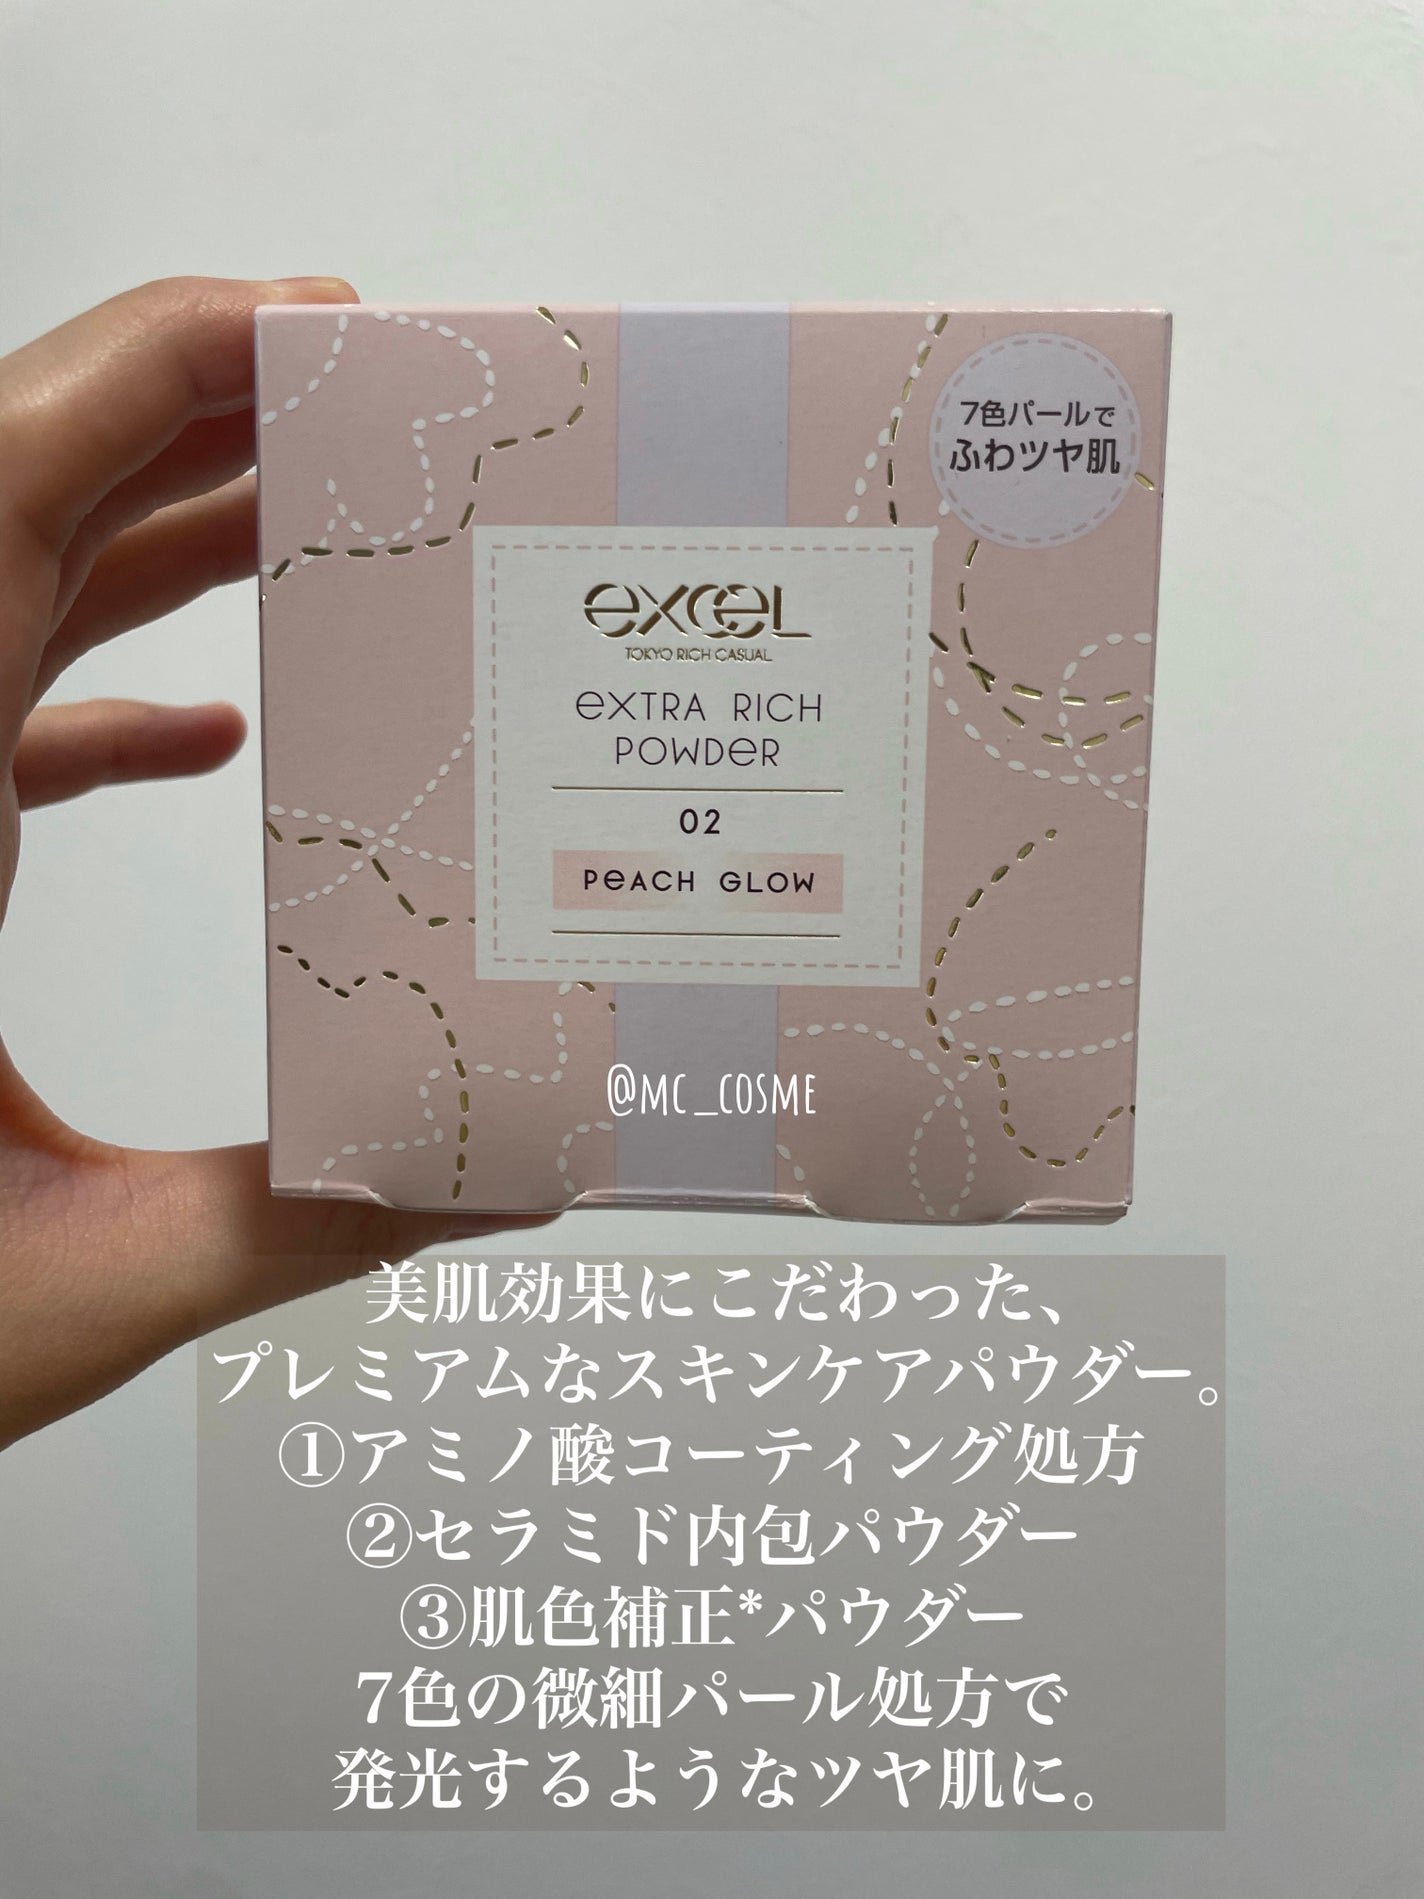 7色パールで
ふわツヤ肌
excel
TOKYO RICH CASUAL
EXTRA RICH
POWDER
02
PEACH GLOW
@MC_COSME
美肌効果にこだわった、
プレミアムなスキンケアパウダー。
①アミノ酸コーティング処方
②セラミド内包パウダー
③肌色補正*パウダー
7色の微細パール処方で
発光するようなツヤ肌に。